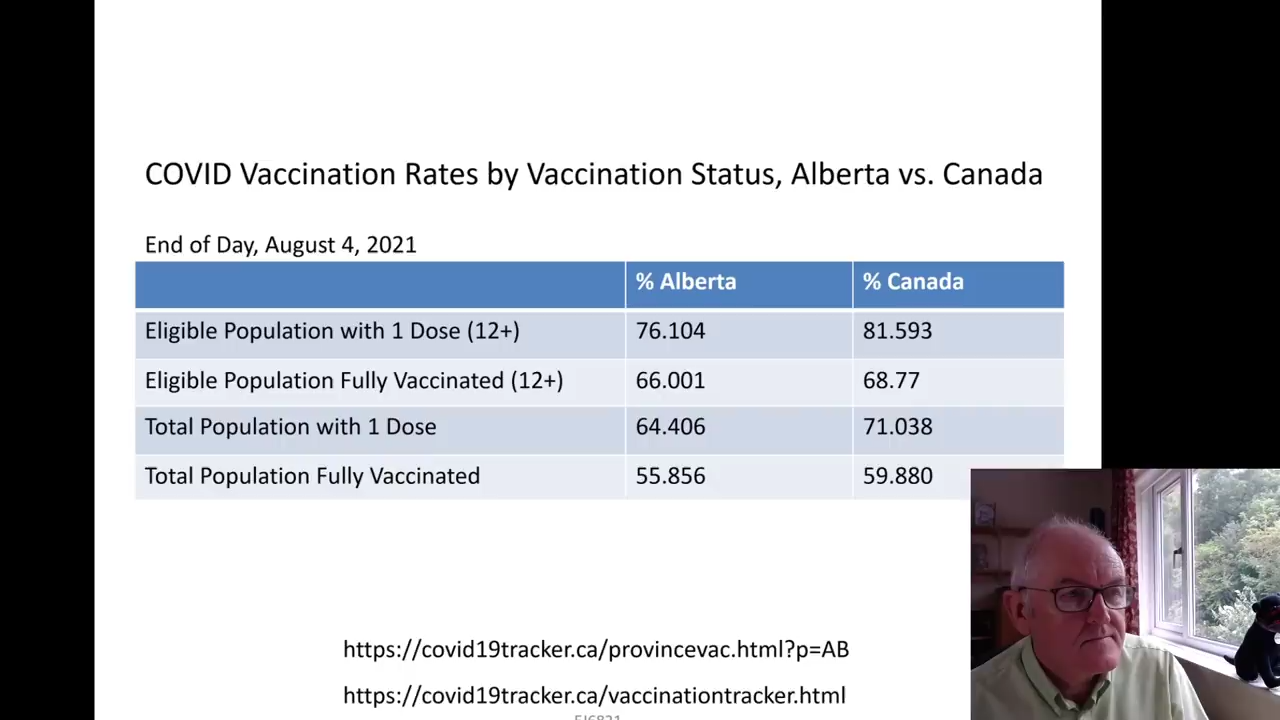 COVID Vaccination Rates by Vaccination Status, Alberta vs. Canada
End of Day, August 4, 2021
% Alberta % Canada
Eligible Population with 1 Dose (12+) 76.104 81.593
Eligible Population Fully Vaccinated (12+) 66.001 68.77
Total Population with 1 Dose 64.406 71.038
Total Population Fully Vaccinated 55.856 59.880
https://covid19tracker.ca/provincevac.html?p=AB
https://covid19tracker.ca/vaccinationtracker.html